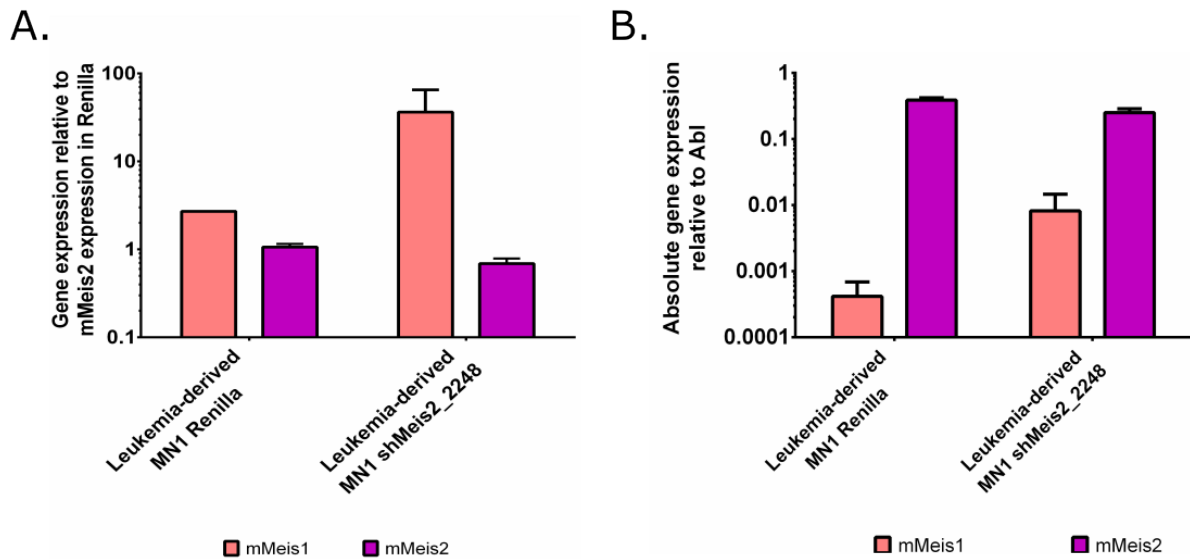 A.
Gene expression relative to
mMeis2 expression in Renilla
100
10
1
0.1
Leukemia-derived
MN1 Renilla
Leukemia-derived
MN1 shMeis2_2248
mMeis1
mMeis2
B.
Absolute gene expression
relative to Abl
1
0.1
0.01
0.001
0.0001
Leukemia-derived
MN1 Renilla
Leukemia-derived
MN1 shMeis2_2248
mMeis1
mMeis2